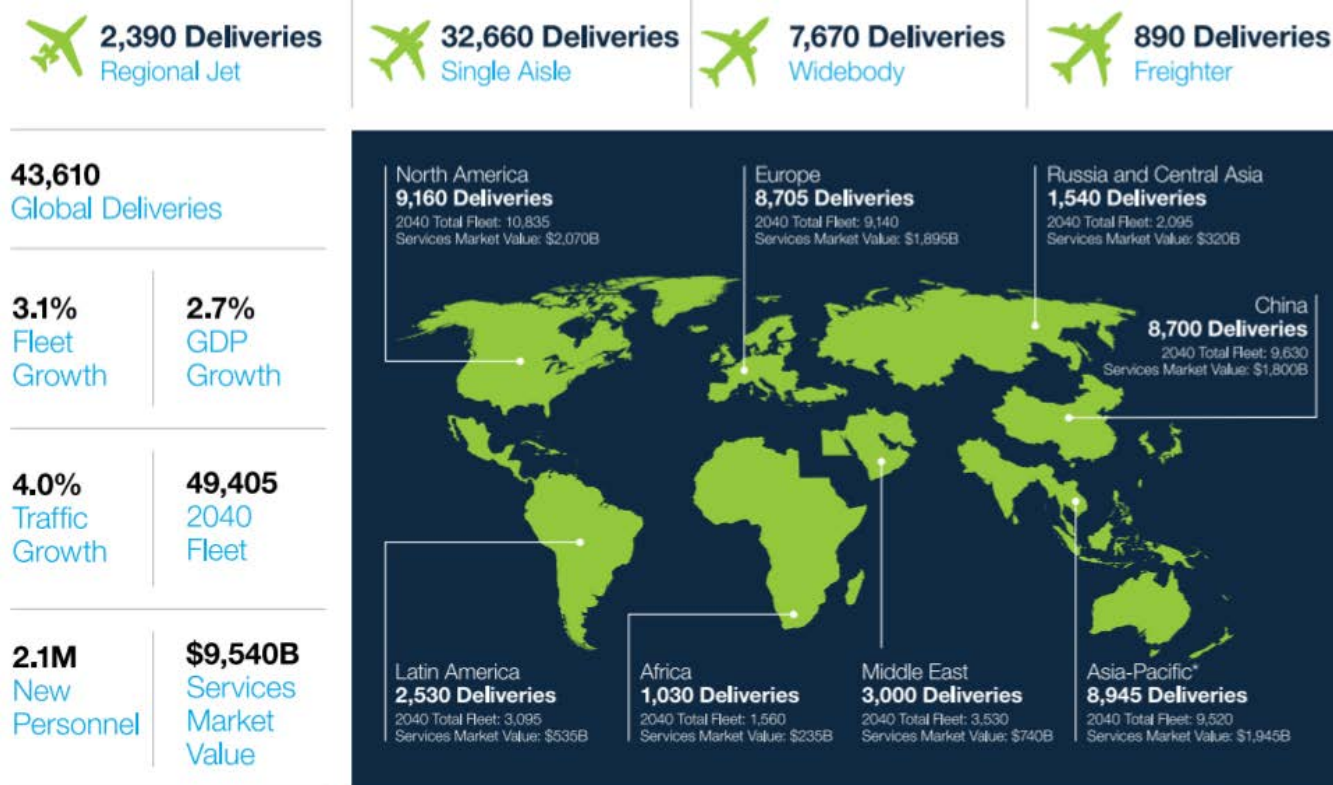 2,390 Deliveries
Regional Jet
32,660 Deliveries
Single Aisle
7,670 Deliveries
Widebody
890 Deliveries
Freighter
43,610
Global Deliveries
3.1%
Fleet
Growth
2.7%
GDP
Growth
4.0%
Traffic
Growth
49,405
2040
Fleet
2.1M
New
Personnel
$9,540B
Services
Market
Value
North America
9,160 Deliveries
2040 Total Fleet: 10,835
Services Market Value: $2,070B
Europe
8,705 Deliveries
2040 Total Fleet: 9,140
Services Market Value: $1,895B
Russia and Central Asia
1,540 Deliveries
2040 Total Fleet: 2,095
Services Market Value: $320B
China
8,700 Deliveries
2040 Total Fleet: 9,630
Services Market Value: $1,800B
Latin America
2,530 Deliveries
2040 Total Fleet: 3,095
Services Market Value: $535B
Africa
1,030 Deliveries
2040 Total Fleet: 1,560
Services Market Value: $235B
Middle East
3,000 Deliveries
2040 Total Fleet: 3,530
Services Market Value: $740B
Asia-Pacific*
8,945 Deliveries
2040 Total Fleet: 9,520
Services Market Value: $1,945B